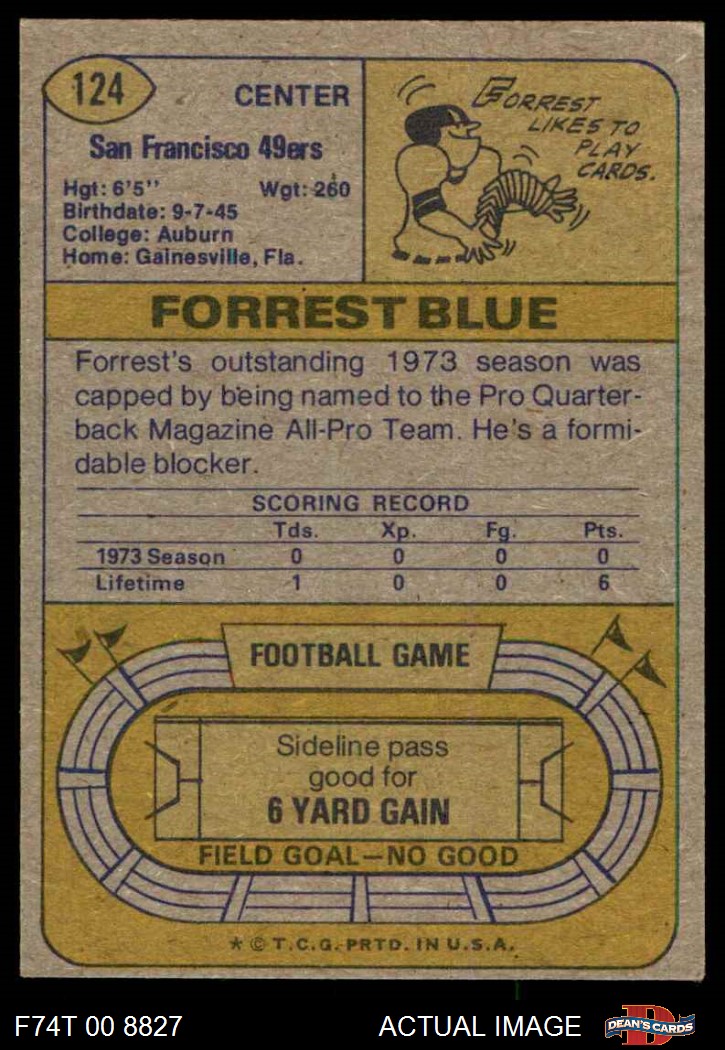 124
CENTER
San Francisco 49ers
Hgt: 6'5'' Wgt: 260
Birthdate: 9-7-45
College: Auburn
Home: Gainesville, Fla.
FORREST
LIKES TO
PLAY
CARDS.
FORREST BLUE
Forrest's outstanding 1973 season was
capped by being named to the Pro Quarter-
back Magazine All-Pro Team. He's a formi-
dable blocker.
SCORING RECORD
Tds. Xp. Fg. Pts.
1973 Season 0 0 0 0
Lifetime 1 0 0 6
FOOTBALL GAME
Sideline pass
good for
6 YARD GAIN
FIELD GOAL—NO GOOD
* © T.C.G. PRTD. IN U.S.A.
F74T 00 8827 ACTUAL IMAGE
D
DEAN'S CARDS